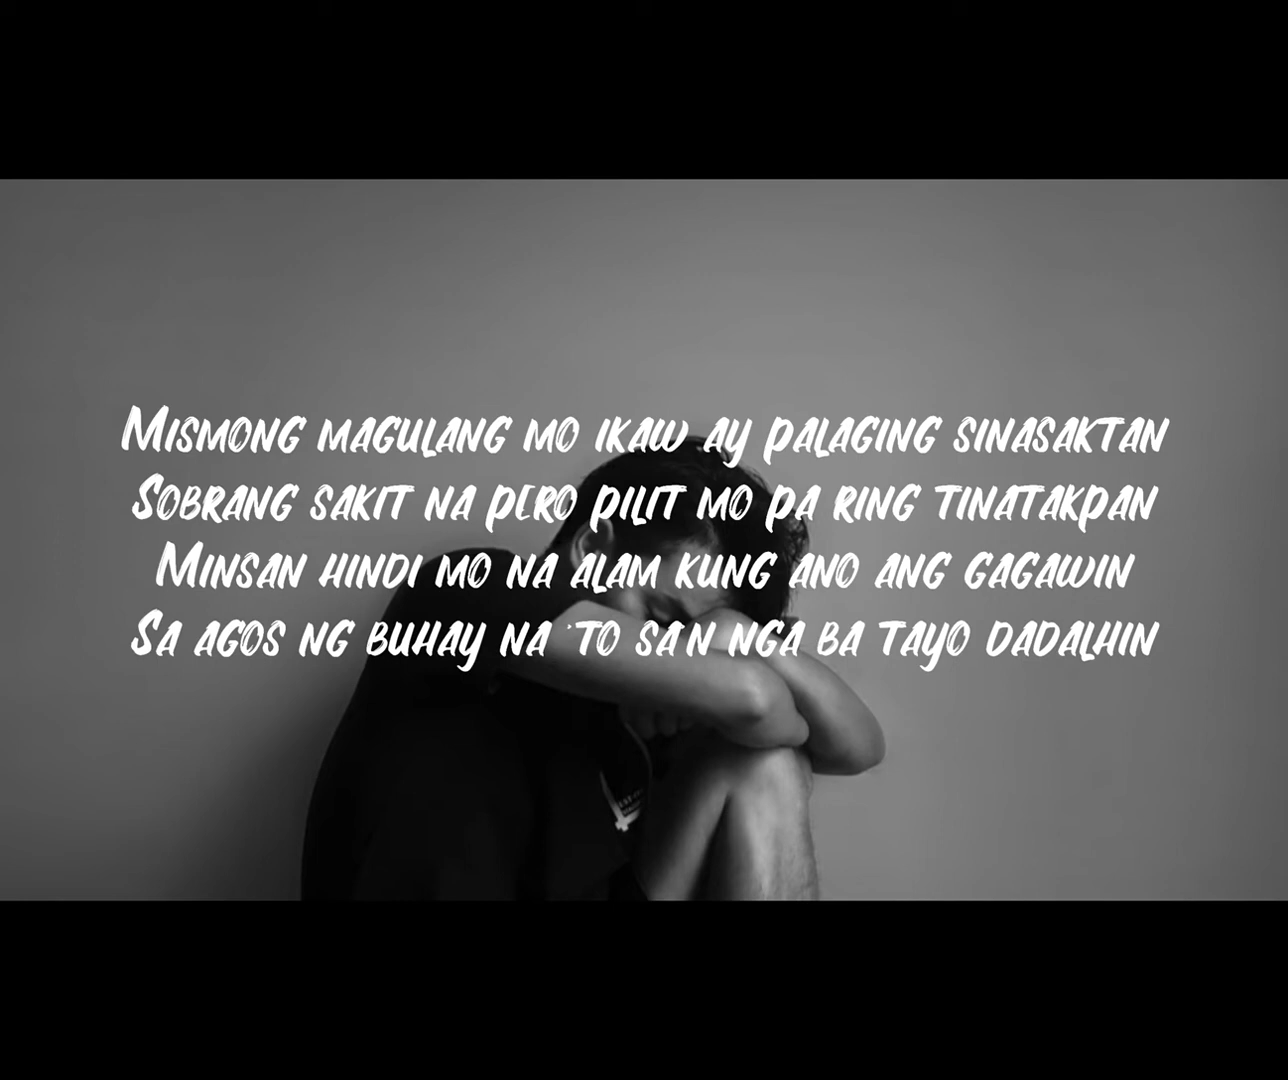 Mismong magulang mo ikaw ay palaging sinasaktan
Sobrang sakit na pero pilit mo pa ring tinatakpan
Minsan hindi mo na alam kung ano ang gagawin
Sa agos ng buhay na 'to sa'n nga ba tayo dadalhin